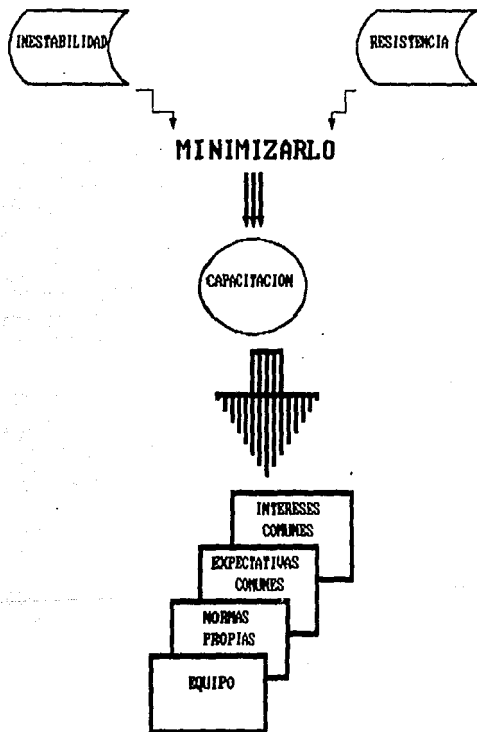 INESTABILIDAD
RESISTENCIA
MINIMIZARLO
CAPACITACION
INTERESES
COMUNES
EXPECTATIVAS
COMUNES
NORMAS
PROPIAS
EQUIPO